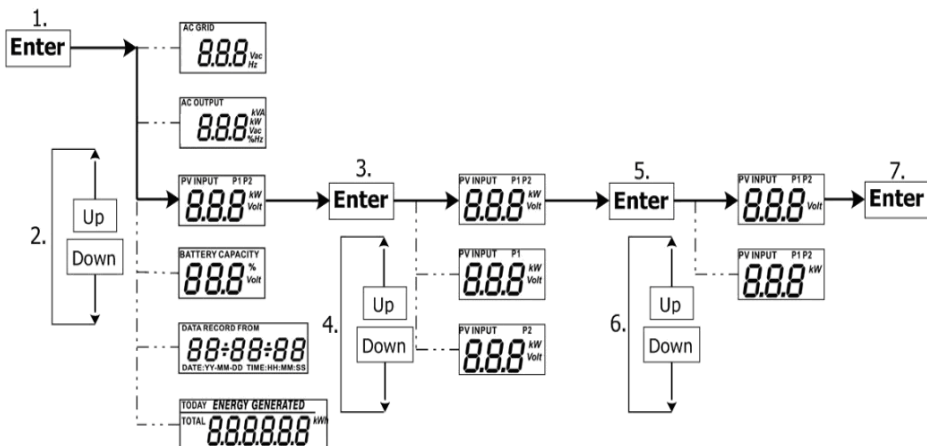 1.
Enter
AC GRID
8.8.8 Vac
Hz
AC OUTPUT
8.8.8 kVA
kW
Vac
%Hz
2.
Up
Down
PV INPUT P1 P2
8.8.8 kW
Volt
BATTERY CAPACITY
88.8 %
Volt
DATA RECORD FROM
88:88:88
DATE:YY-MM-DD TIME:HH:MM:SS
TODAY ENERGY GENERATED
TOTAL 8.8.8.8.8.8 kWh
3.
Enter
4.
Up
Down
PV INPUT P1 P2
8.8.8 kW
Volt
PV INPUT P1
8.8.8 kW
Volt
PV INPUT P2
8.8.8 kW
Volt
5.
Enter
6.
Up
Down
PV INPUT P1 P2
8.8.8 Volt
PV INPUT P1 P2
8.8.8 kW
7.
Enter